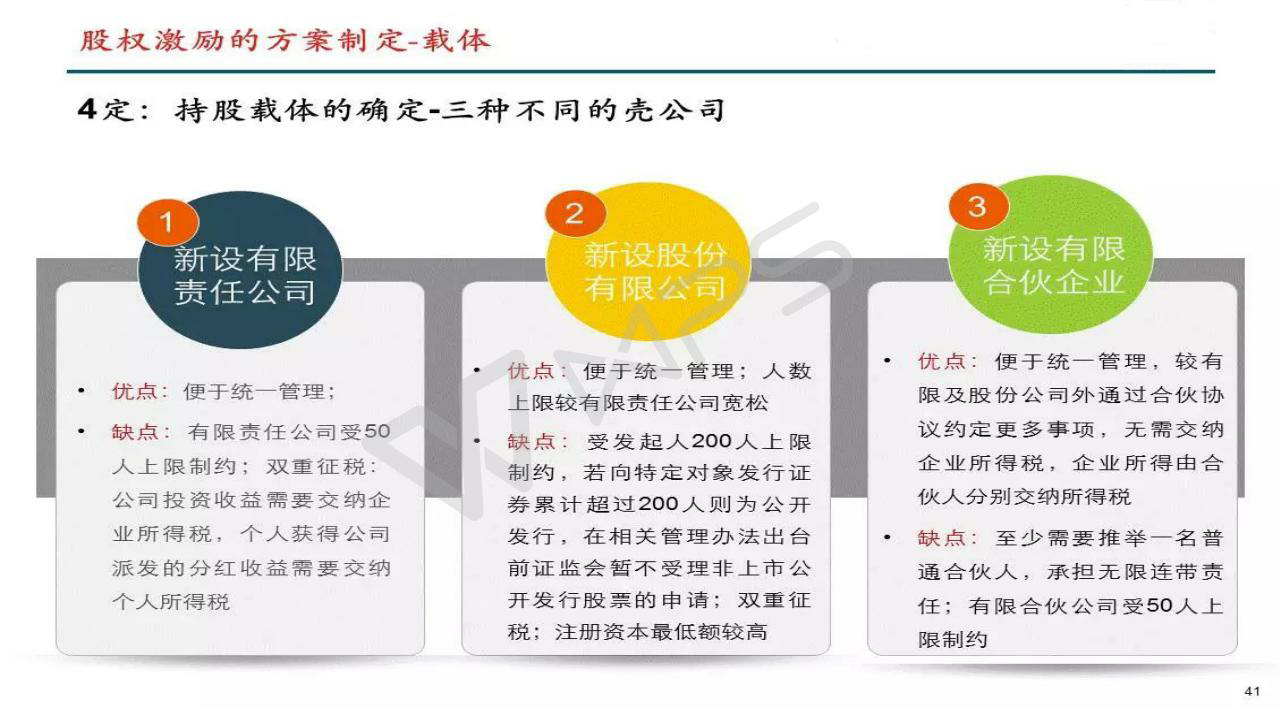 股权激励的方案制定-载体
4定：持股载体的确定-三种不同的壳公司
1
新设有限
责任公司
• 优点：便于统一管理；
• 缺点：有限责任公司受50
人上限制约；双重征税：
公司投资收益需要交纳企
业所得税，个人获得公司
派发的分红收益需要交纳
个人所得税
2
新设股份
有限公司
• 优点：便于统一管理；人数
上限较有限责任公司宽松
• 缺点：受发起人200人上限
制约，若向特定对象发行证
券累计超过200人则为公开
发行，在相关管理办法出台
前证监会暂不受理非上市公
开发行股票的申请；双重征
税；注册资本最低额较高
3
新设有限
合伙企业
• 优点：便于统一管理，较有
限及股份公司外通过合伙协
议约定更多事项，无需交纳
企业所得税，企业所得由合
伙人分别交纳所得税
• 缺点：至少需要推举一名普
通合伙人，承担无限连带责
任；有限合伙公司受50人上
限制约
41